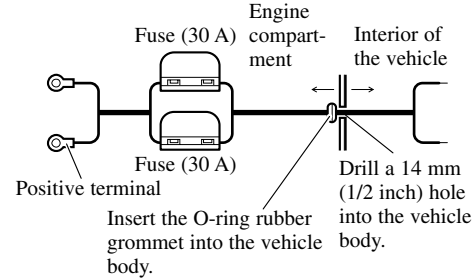 Fuse (30 A)
Engine
compart-
ment
Interior of
the vehicle
Fuse (30 A)
Positive terminal
Insert the O-ring rubber
grommet into the vehicle
body.
Drill a 14 mm
(1/2 inch) hole
into the vehicle
body.